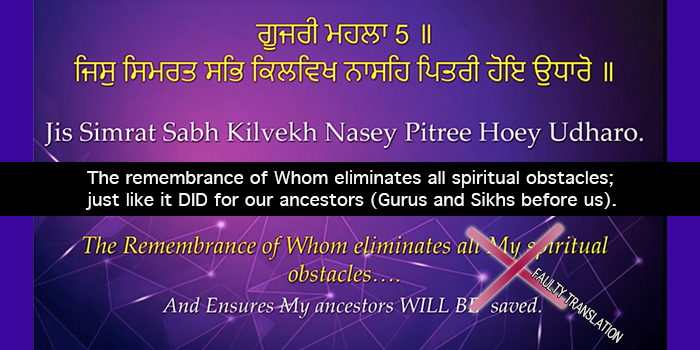 ਗੁਜਰੀ ਮਹਲਾ 5 ॥
ਜਿਸੁ ਸਿਮਰਤ ਸਭਿ ਕਿਲਵਿਖ ਨਾਸਹਿ ਪਿਤਰੀ ਹੋਇ ਉਧਾਰੋ ॥
Jis Simrat Sabh Kilvekh Nasey Pitree Hoey Udharo.
The remembrance of Whom eliminates all spiritual obstacles;
just like it DID for our ancestors (Gurus and Sikhs before us).
The Remembrance of Whom eliminates all My spiritual
obstacles….
And Ensures My ancestors WILL BE saved.
FAULTY TRANSLATION